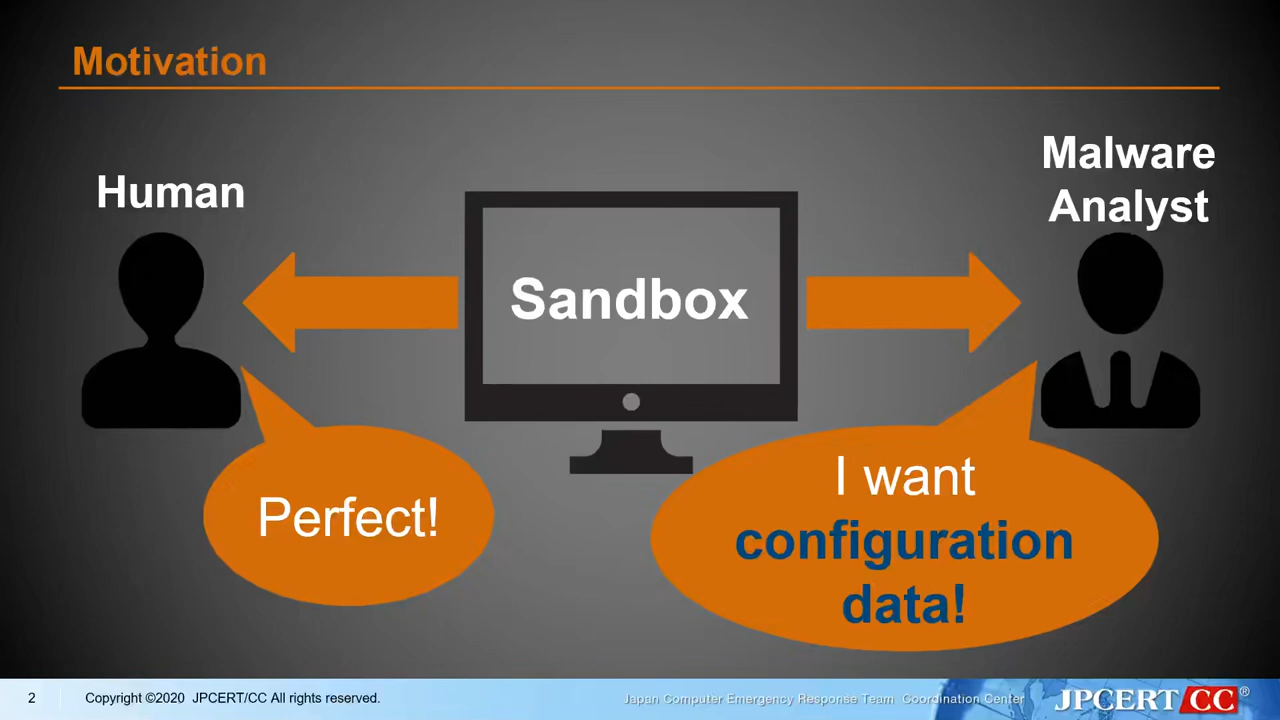 Motivation
Human
Malware
Analyst
Sandbox
Perfect!
I want
configuration
data!
2
Copyright ©2020 JPCERT/CC All rights reserved.
Japan Computer Emergency Response Team Coordination Center
JPCERT CC®